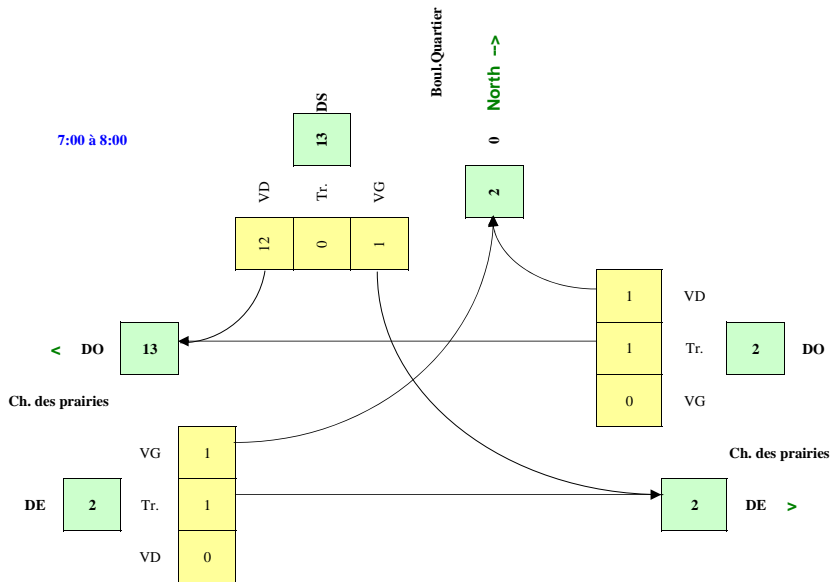 Boul.Quartier
North -->
DS
7:00 à 8:00
13
0
VD Tr. VG
2
12 0 1
1 VD
< DO 13
1 Tr. 2 DO
Ch. des prairies
0 VG
VG 1
Ch. des prairies
DE 2 Tr. 1
2 DE >
VD 0